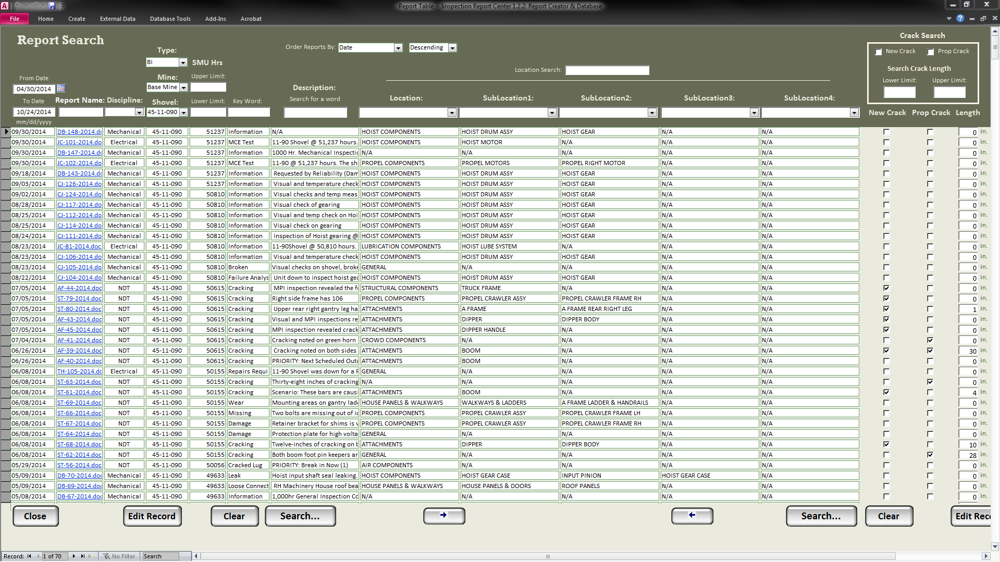 Report Table - Iinspection Report Center 1.2.2: Report Creator & Database
File Home Create External Data Database Tools Add-Ins Acrobat
Report Search
Crack Search
Type:
Order Reports By: Date Descending
New Crack Prop Crack
BI SMU Hrs
Location Search:
Search Crack Length
From Date Mine: Upper Limit:
Lower Limit: Upper Limit:
04/30/2014 Base Mine Description:
To Date Report Name: Discipline: Shovel: Lower Limit: Key Word: Search for a word Location: SubLocation1: SubLocation2: SubLocation3: SubLocation4:
10/24/2014 45-11-090 New Crack Prop Crack Length
mm/dd/yyyy
09/30/2014 DB-148-2014.dc Mechanical 45-11-090 51237 Information N/A HOIST COMPONENTS HOIST DRUM ASSY HOIST GEAR N/A N/A 0 in.
09/30/2014 JC-101-2014.do Electrical 45-11-090 51237 MCE Test 11-90 Shovel @ 51,237 hours. HOIST COMPONENTS HOIST MOTOR N/A N/A N/A 0 in.
09/30/2014 DB-147-2014.dc Mechanical 45-11-090 51237 Information 1000 Hr. Mechanical Inspectic N/A N/A N/A N/A N/A 0 in.
09/30/2014 JC-102-2014.do Electrical 45-11-090 51237 MCE Test 11-90 @ 51,237 hours. The sh PROPEL COMPONENTS PROPEL MOTORS PROPEL RIGHT MOTOR N/A N/A 0 in.
09/18/2014 DB-143-2014.dc Mechanical 45-11-090 51237 Information Requested by Reliability (Dam HOIST COMPONENTS HOIST DRUM ASSY HOIST GEAR N/A N/A 0 in.
09/03/2014 CJ-126-2014.do Mechanical 45-11-090 51237 Information Visual and temperature check HOIST COMPONENTS HOIST DRUM ASSY HOIST GEAR N/A N/A 0 in.
09/02/2014 CJ-124-2014.do Mechanical 45-11-090 50810 Information Visual checks and temp meas HOIST COMPONENTS HOIST DRUM ASSY HOIST GEAR N/A N/A 0 in.
08/28/2014 CJ-117-2014.do Mechanical 45-11-090 50810 Information Visual check of gearing HOIST COMPONENTS HOIST DRUM ASSY HOIST GEAR N/A N/A 0 in.
08/25/2014 CJ-112-2014.do Mechanical 45-11-090 50810 Information Visual and temp check on Hoi HOIST COMPONENTS HOIST DRUM ASSY HOIST GEAR N/A N/A 0 in.
08/25/2014 CJ-114-2014.do Mechanical 45-11-090 50810 Information Visual check on gearing HOIST COMPONENTS HOIST DRUM ASSY HOIST GEAR N/A N/A 0 in.
08/24/2014 CJ-111-2014.do Mechanical 45-11-090 50810 Information Inspection of Hoist gearing @ HOIST COMPONENTS HOIST DRUM ASSY HOIST GEAR N/A N/A 0 in.
08/23/2014 JC-81-2014.doc Electrical 45-11-090 50810 Information 11-90Shovel @ 50,810 hours. LUBRICATION COMPONENTS HOIST LUBE SYSTEM N/A N/A N/A 0 in.
08/23/2014 CJ-106-2014.do Mechanical 45-11-090 50810 Information Visual and temperature check HOIST COMPONENTS HOIST DRUM ASSY HOIST GEAR N/A N/A 0 in.
08/23/2014 CJ-105-2014.do Mechanical 45-11-090 50810 Broken Visual checks on shovel, broke GENERAL N/A N/A N/A N/A 0 in.
08/22/2014 CJ-104-2014.do Mechanical 45-11-090 50810 Failure Analys Unit down to inspect hoist gea HOIST COMPONENTS HOIST DRUM ASSY HOIST GEAR N/A N/A 0 in.
07/05/2014 AF-44-2014.doc NDT 45-11-090 50615 Cracking MPI inspection revealed the f STRUCTURAL COMPONENTS TRUCK FRAME N/A N/A N/A 0 in.
07/05/2014 ST-79-2014.doc NDT 45-11-090 50615 Cracking Right side frame has 106 PROPEL COMPONENTS PROPEL CRAWLER ASSY PROPEL CRAWLER FRAME RH N/A N/A 0 in.
07/05/2014 ST-80-2014.doc NDT 45-11-090 50615 Cracking Upper rear right gantry leg ha ATTACHMENTS A FRAME A FRAME REAR RIGHT LEG N/A N/A 1 in.
07/05/2014 AF-43-2014.doc NDT 45-11-090 50615 Cracking Visual and MPI inspections re ATTACHMENTS DIPPER DIPPER BODY N/A N/A 0 in.
07/05/2014 AF-45-2014.doc NDT 45-11-090 50615 Cracking MPI inspection revealed crack ATTACHMENTS DIPPER HANDLE N/A N/A N/A 0 in.
07/04/2014 AF-41-2014.doc NDT 45-11-090 50615 Cracking Cracking noted on green horn CROWD COMPONENTS N/A N/A N/A N/A 0 in.
06/26/2014 AF-39-2014.doc NDT 45-11-090 50615 Cracking Cracking noted on both sides ATTACHMENTS BOOM N/A N/A N/A 30 in.
06/26/2014 AF-40-2014.doc NDT 45-11-090 50615 Cracking PRIORITY: Next Scheduled Outa ATTACHMENTS BOOM N/A N/A N/A 0 in.
06/08/2014 TH-105-2014.dc Electrical 45-11-090 50155 Repairs Requi 11-90 Shovel was down for a F GENERAL N/A N/A N/A N/A 0 in.
06/08/2014 ST-63-2014.doc NDT 45-11-090 50155 Cracking Thirty-eight inches of cracking N/A N/A N/A N/A N/A 0 in.
06/08/2014 ST-61-2014.doc NDT 45-11-090 50155 Cracking Scenario: These bars are causi ATTACHMENTS BOOM N/A N/A N/A 4 in.
06/08/2014 ST-69-2014.doc NDT 45-11-090 50155 Wear Mounting areas on gantry lad HOUSE PANELS & WALKWAYS WALKWAYS & LADDERS A FRAME LADDER & HANDRAILS N/A N/A 0 in.
06/08/2014 ST-66-2014.doc NDT 45-11-090 50155 Missing Two bolts are missing out of ic PROPEL COMPONENTS PROPEL CRAWLER ASSY PROPEL CRAWLER FRAME LH N/A N/A 0 in.
06/08/2014 ST-67-2014.doc NDT 45-11-090 50155 Damage Retainer bracket for shims is v PROPEL COMPONENTS PROPEL CRAWLER ASSY PROPEL CRAWLER FRAME RH N/A N/A 0 in.
06/08/2014 ST-64-2014.doc NDT 45-11-090 50155 Damage Protection plate for high volta GENERAL N/A N/A N/A N/A 0 in.
06/08/2014 ST-68-2014.doc NDT 45-11-090 50155 Cracking Twelve-inches of cracking on b ATTACHMENTS DIPPER DIPPER BODY N/A N/A 10 in.
06/08/2014 ST-62-2014.doc NDT 45-11-090 50155 Cracking Both boom foot pin keepers ar GENERAL N/A N/A N/A N/A 28 in.
05/29/2014 ST-56-2014.doc NDT 45-11-090 50056 Cracked Lug PRIORITY: Break in Now (1) AIR COMPONENTS N/A N/A N/A N/A 0 in.
05/09/2014 DB-70-2014.doc Mechanical 45-11-090 49633 Leak Hoist input shaft seal leaking. HOIST COMPONENTS HOIST GEAR CASE INPUT PINION HOIST GEAR CASE N/A 0 in.
05/09/2014 DB-69-2014.doc Mechanical 45-11-090 49633 Loose Connect RH Machinery House roof bea HOUSE PANELS & WALKWAYS HOUSE PANELS & DOORS ROOF PANELS N/A N/A 0 in.
05/08/2014 DB-67-2014.doc Mechanical 45-11-090 49633 Information 1,000hr General Inspection Co N/A N/A N/A N/A N/A 0 in.
Close Edit Record Clear Search... Search... Clear Edit Rec
Record: 1 of 70 No Filter Search